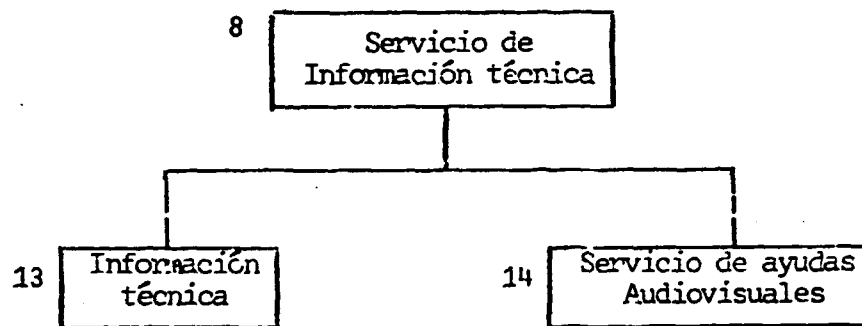 8
Servicio de
Información técnica
13
Información
técnica
14
Servicio de ayudas
Audiovisuales